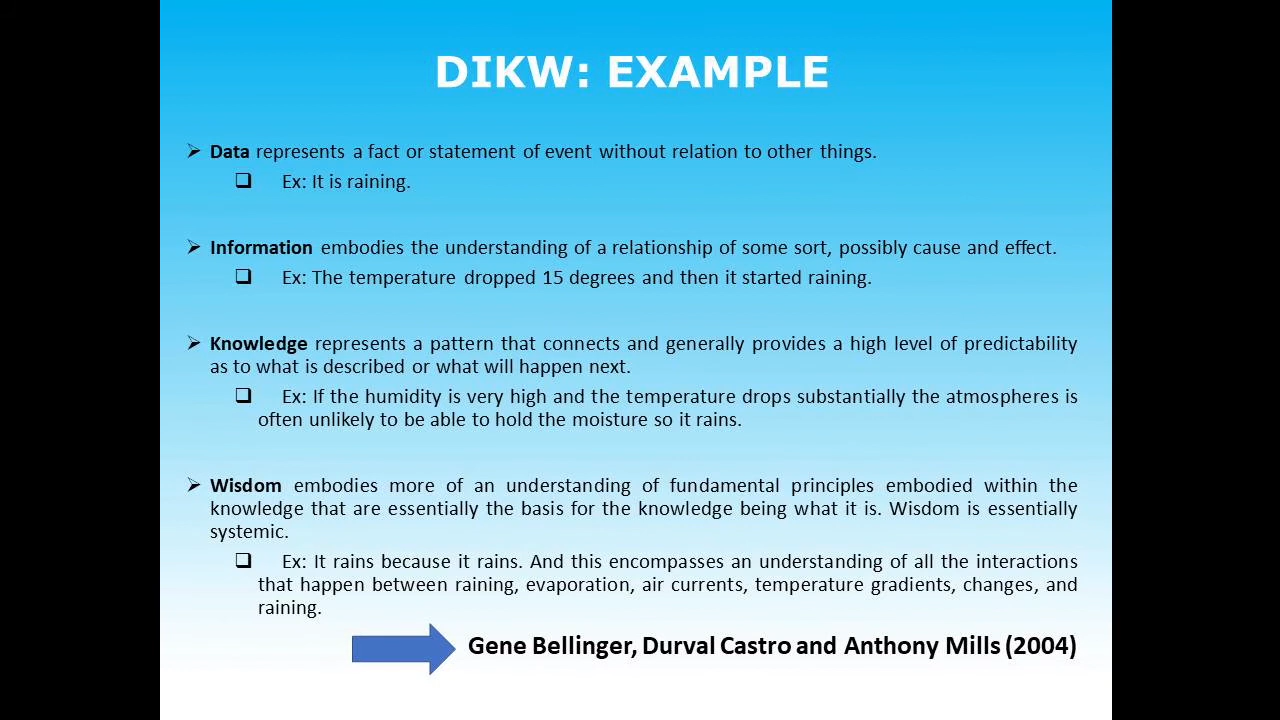 DIKW: EXAMPLE
Data represents a fact or statement of event without relation to other things.
Ex: It is raining.
Information embodies the understanding of a relationship of some sort, possibly cause and effect.
Ex: The temperature dropped 15 degrees and then it started raining.
Knowledge represents a pattern that connects and generally provides a high level of predictability
as to what is described or what will happen next.
Ex: If the humidity is very high and the temperature drops substantially the atmospheres is
often unlikely to be able to hold the moisture so it rains.
Wisdom embodies more of an understanding of fundamental principles embodied within the
knowledge that are essentially the basis for the knowledge being what it is. Wisdom is essentially
systemic.
Ex: It rains because it rains. And this encompasses an understanding of all the interactions
that happen between raining, evaporation, air currents, temperature gradients, changes, and
raining.
Gene Bellinger, Durval Castro and Anthony Mills (2004)